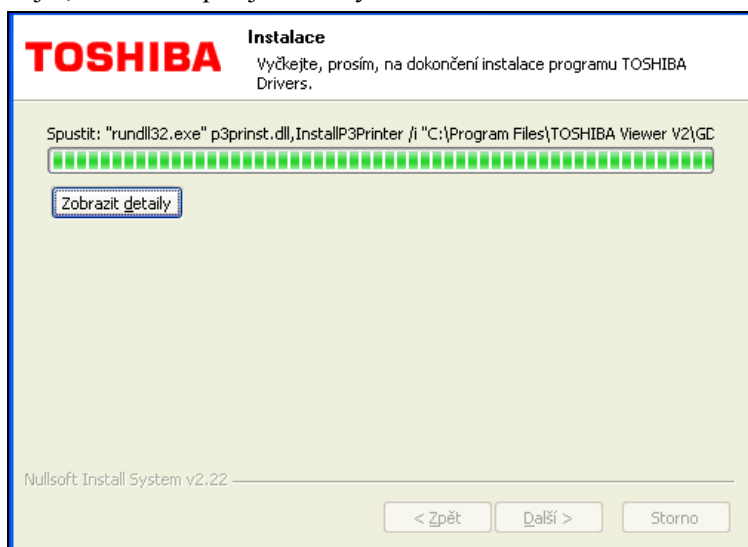 TOSHIBA
Instalace
Vyčkejte, prosím, na dokončení instalace programu TOSHIBA
Drivers.
Spustit: "rundll32.exe" p3prinst.dll,InstallP3Printer /i "C:\Program Files\TOSHIBA Viewer V2\GD
Zobrazit detaily
Nullsoft Install System v2.22
< Zpět
Další >
Storno